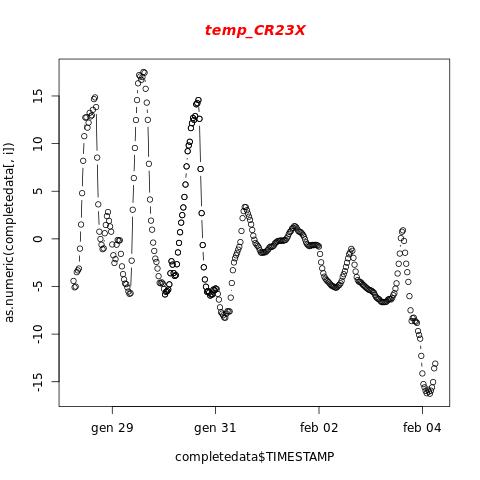 temp_CR23X
as.numeric(completedata[, i])
15
10
5
0
-5
-10
-15
gen 29
gen 31
feb 02
feb 04
completedata$TIMESTAMP